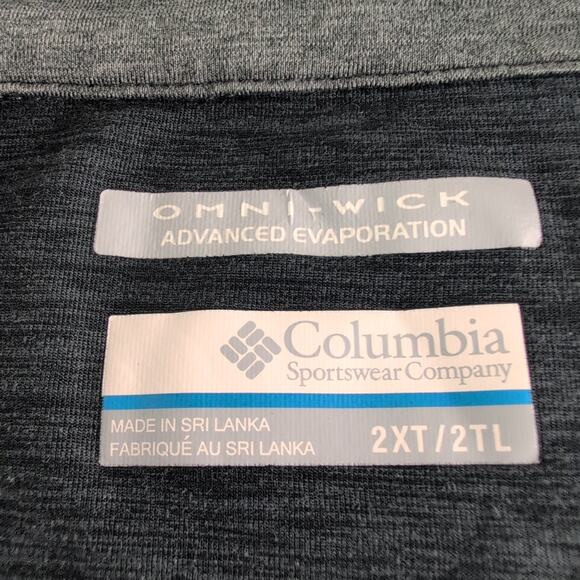 OMNI-WICK
ADVANCED EVAPORATION
Columbia
Sportswear Company
MADE IN SRI LANKA
FABRIQUÉ AU SRI LANKA
2XT/2TL